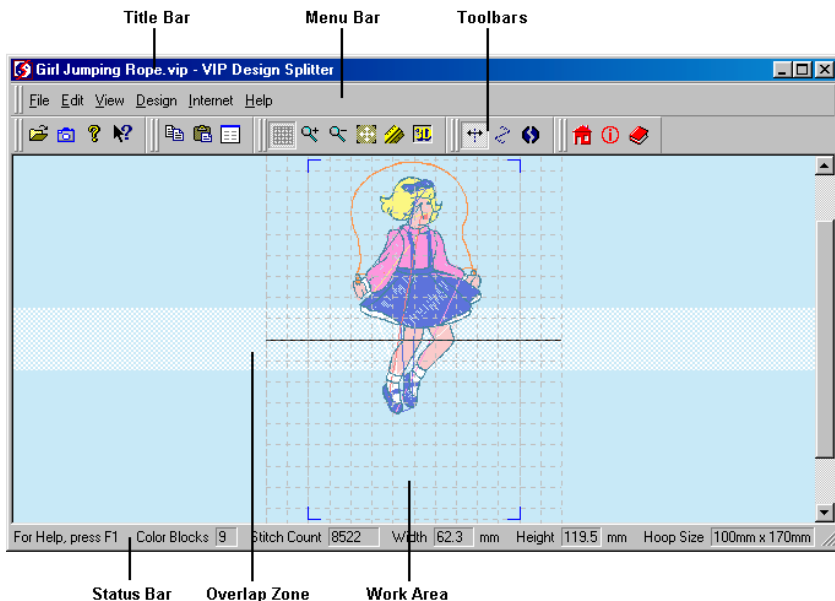 Title Bar Menu Bar Toolbars
Girl Jumping Rope.vip - VIP Design Splitter
File Edit View Design Internet Help
3D
For Help, press F1 Color Blocks 9 Stitch Count 8522 Width 62.3 mm Height 119.5 mm Hoop Size 100mm x 170mm
Status Bar Overlap Zone Work Area